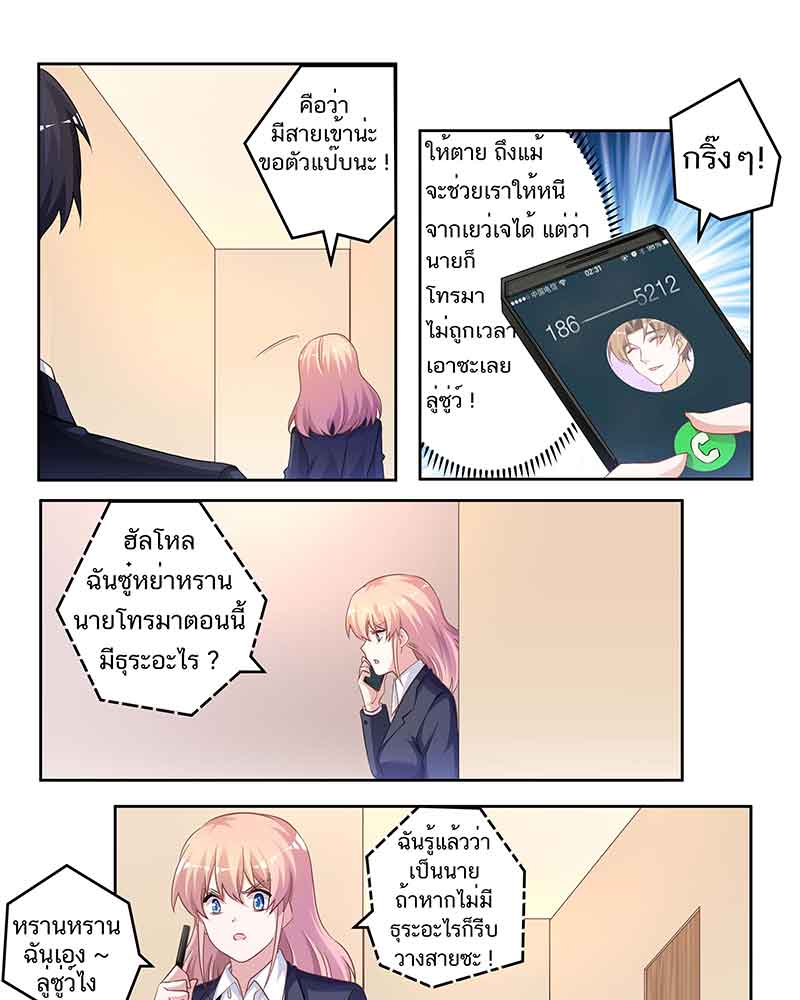 คือว่า
มีสายเข้าน่ะ
ขอตัวแป๊บนะ !
กริ๊งๆ!
ให้ตาย ถึงแม้
จะช่วยเราให้หนี
จากเยว่เจได้ แต่ว่า
นายก็
โทรมา
ไม่ถูกเวลา
เอาซะเลย
ลู่ซู่ว์ !
中国电信
02:31
96%
186——5212
ฮัลโหล
ฉันซู๋หย่าหราน
นายโทรมาตอนนี้
มีธุระอะไร ?
ฉันรู้แล้วว่า
เป็นนาย
ถ้าหากไม่มี
ธุระอะไรก็รีบ
วางสายซะ !
หรานหราน
ฉันเอง ~
ลู่ซู่ว์ไง